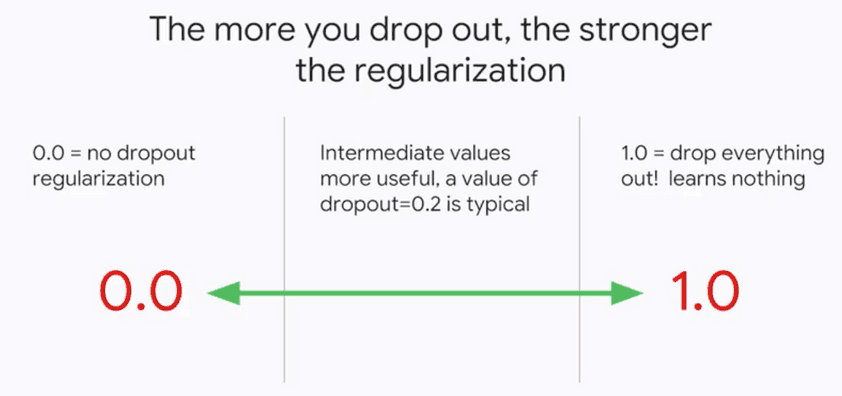 The more you drop out, the stronger
the regularization
0.0 = no dropout
regularization
Intermediate values
more useful, a value of
dropout=0.2 is typical
1.0 = drop everything
out! learns nothing
0.0
1.0